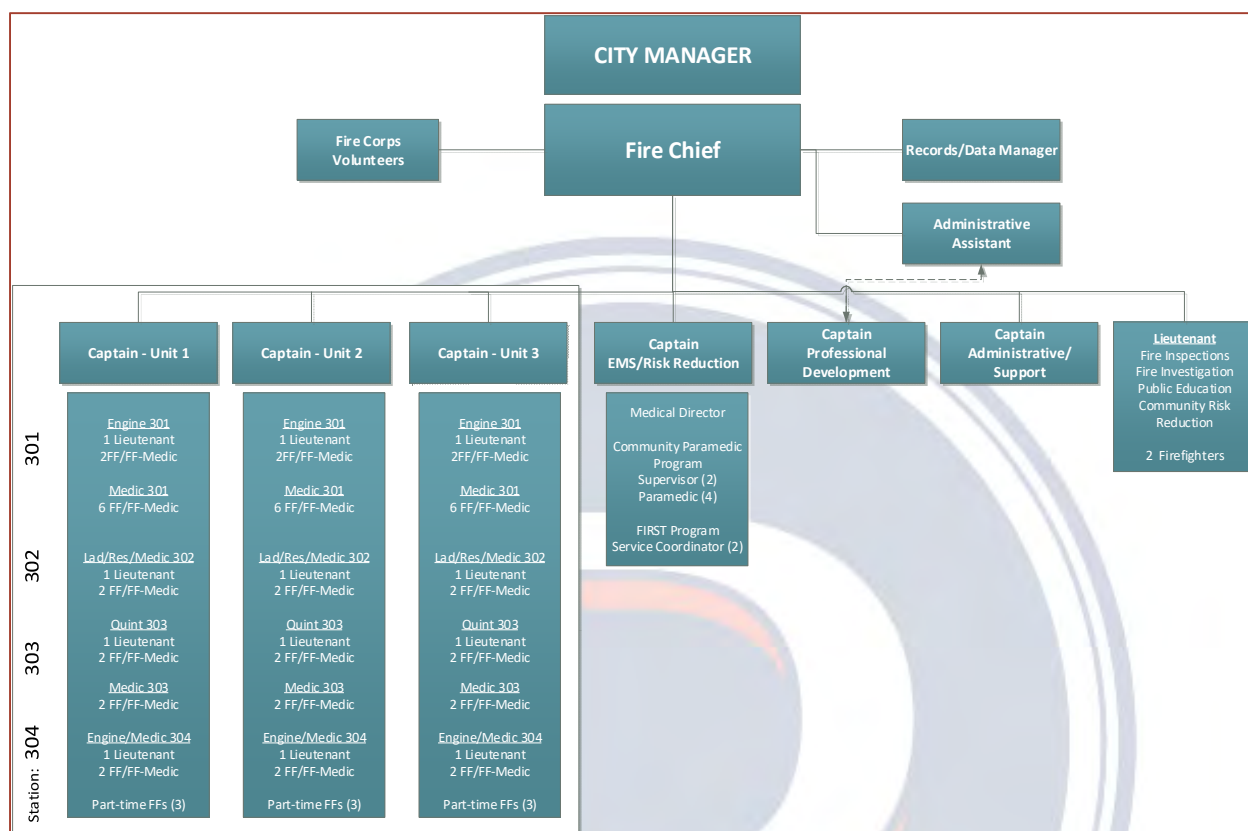 CITY MANAGER
Fire Corps
Volunteers
Fire Chief
Records/Data Manager
Administrative
Assistant
Captain - Unit 1
Captain - Unit 2
Captain - Unit 3
Captain
EMS/Risk Reduction
Captain
Professional
Development
Captain
Administrative/
Support
Lieutenant
Fire Inspections
Fire Investigation
Public Education
Community Risk
Reduction
2 Firefighters
301
302
303
Station: 304
Engine 301
1 Lieutenant
2FF/FF-Medic
Medic 301
6 FF/FF-Medic
Lad/Res/Medic 302
1 Lieutenant
2 FF/FF-Medic
Quint 303
1 Lieutenant
2 FF/FF-Medic
Medic 303
2 FF/FF-Medic
Engine/Medic 304
1 Lieutenant
2 FF/FF-Medic
Part-time FFs (3)
Engine 301
1 Lieutenant
2FF/FF-Medic
Medic 301
6 FF/FF-Medic
Lad/Res/Medic 302
1 Lieutenant
2 FF/FF-Medic
Quint 303
1 Lieutenant
2 FF/FF-Medic
Medic 303
2 FF/FF-Medic
Engine/Medic 304
1 Lieutenant
2 FF/FF-Medic
Part-time FFs (3)
Engine 301
1 Lieutenant
2FF/FF-Medic
Medic 301
6 FF/FF-Medic
Lad/Res/Medic 302
1 Lieutenant
2 FF/FF-Medic
Quint 303
1 Lieutenant
2 FF/FF-Medic
Medic 303
2 FF/FF-Medic
Engine/Medic 304
1 Lieutenant
2 FF/FF-Medic
Part-time FFs (3)
Medical Director
Community Paramedic
Program
Supervisor (2)
Paramedic (4)
FIRST Program
Service Coordinator (2)